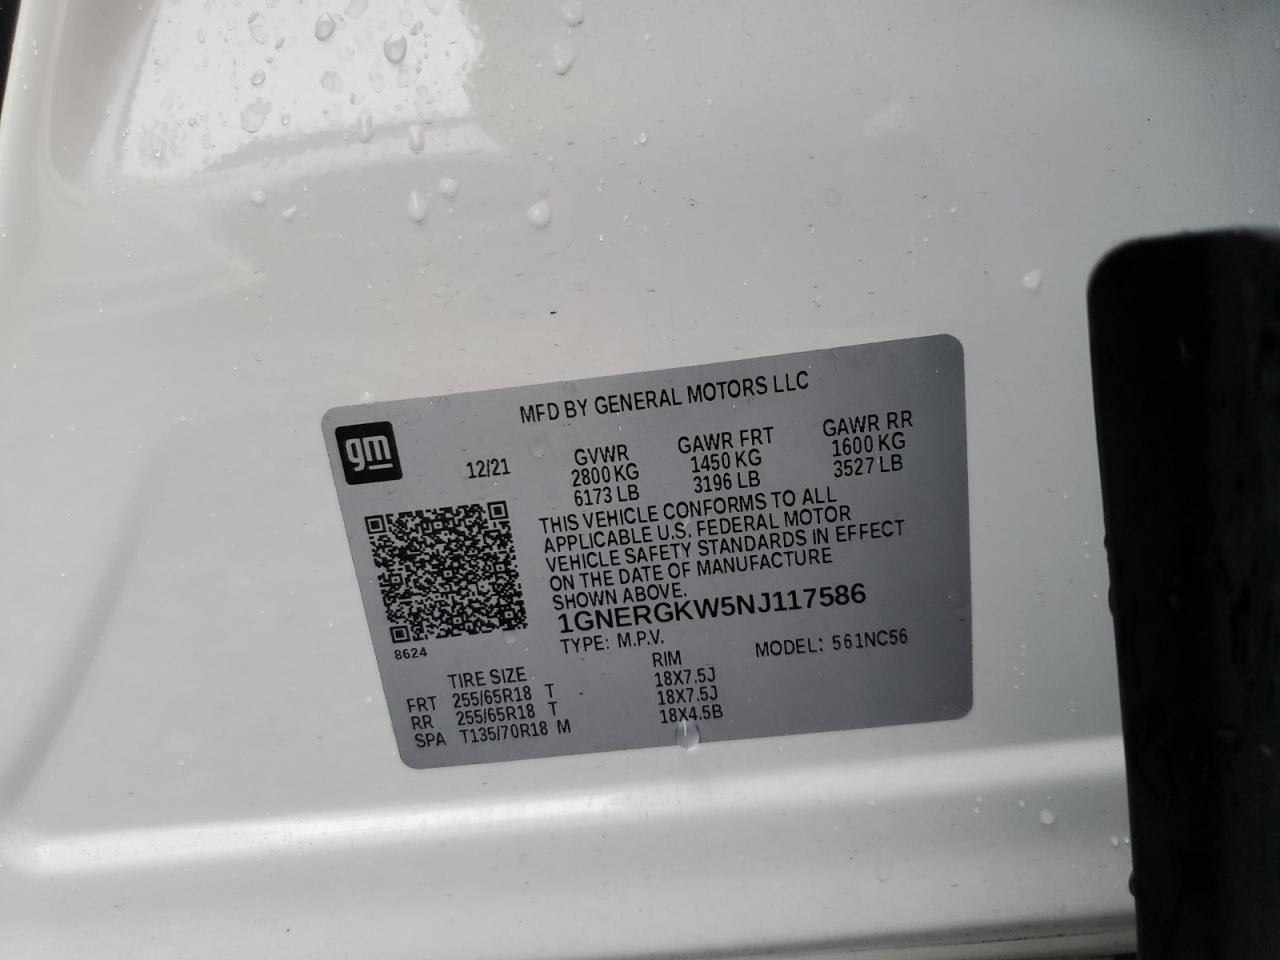 MFD BY GENERAL MOTORS LLC
gm
12/21
GVWR GAWR FRT GAWR RR
2800 KG 1450 KG 1600 KG
6173 LB 3196 LB 3527 LB
THIS VEHICLE CONFORMS TO ALL
APPLICABLE U.S. FEDERAL MOTOR
VEHICLE SAFETY STANDARDS IN EFFECT
ON THE DATE OF MANUFACTURE
SHOWN ABOVE.
1GNERGKW5NJ117586
8624
TYPE: M.P.V. MODEL: 561NC56
TIRE SIZE RIM
FRT 255/65R18 T 18X7.5J
RR 255/65R18 T 18X7.5J
SPA T135/70R18 M 18X4.5B